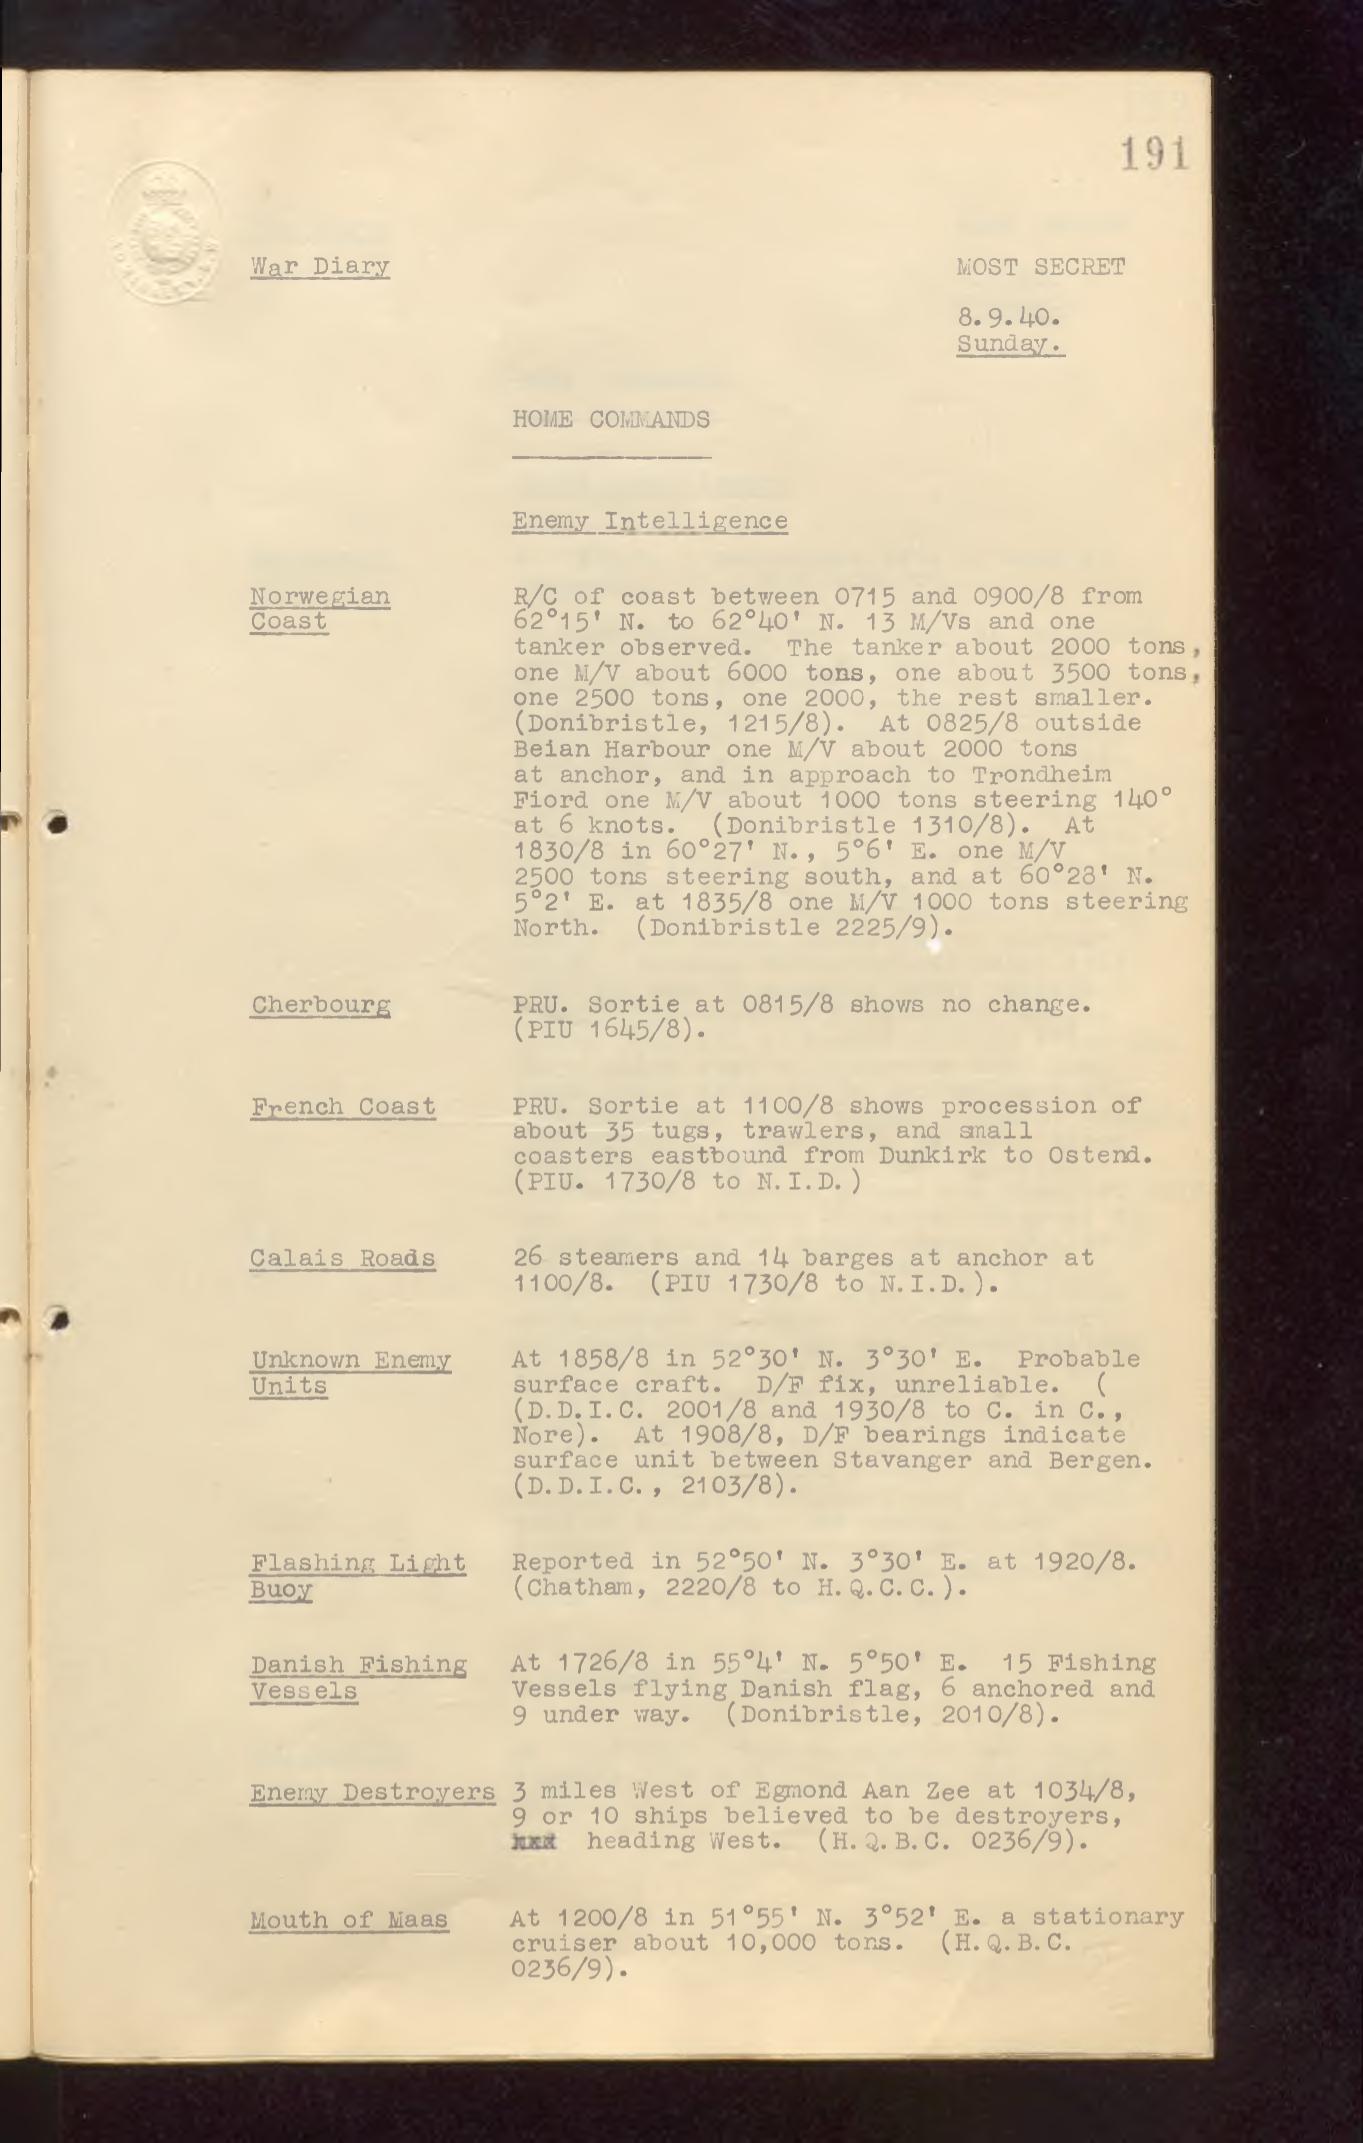 191
War Diary MOST SECRET
8.9.40.
Sunday.
HOME COMMANDS
Enemy Intelligence
Norwegian Coast
R/C of coast between 0715 and 0900/8 from
62°15' N. to 62°40' N. 13 M/Vs and one
tanker observed. The tanker about 2000 tons,
one M/V about 6000 tons, one about 3500 tons,
one 2500 tons, one 2000, the rest smaller.
(Donibristle, 1215/8). At 0825/8 outside
Beian Harbour one M/V about 2000 tons
at anchor, and in approach to Trondheim
Fiord one M/V about 1000 tons steering 140°
at 6 knots. (Donibristle 1310/8). At
1830/8 in 60°27' N., 5°6' E. one M/V
2500 tons steering south, and at 60°28' N.
5°2' E. at 1835/8 one M/V 1000 tons steering
North. (Donibristle 2225/9).
Cherbourg
PRU. Sortie at 0815/8 shows no change.
(PIU 1645/8).
French Coast
PRU. Sortie at 1100/8 shows procession of
about 35 tugs, trawlers, and small
coasters eastbound from Dunkirk to Ostend.
(PIU. 1730/8 to N.I.D.)
Calais Roads
26 steamers and 14 barges at anchor at
1100/8. (PIU 1730/8 to N.I.D.).
Unknown Enemy
Units
At 1858/8 in 52°30' N. 3°30' E. Probable
surface craft. D/F fix, unreliable. (
(D.D.I.C. 2001/8 and 1930/8 to C. in C.,
Nore). At 1908/8, D/F bearings indicate
surface unit between Stavanger and Bergen.
(D.D.I.C., 2103/8).
Flashing Light
Buoy
Reported in 52°50' N. 3°30' E. at 1920/8.
(Chatham, 2220/8 to H.Q.C.C.).
Danish Fishing
Vessels
At 1726/8 in 55°4' N. 5°50' E. 15 Fishing
Vessels flying Danish flag, 6 anchored and
9 under way. (Donibristle, 2010/8).
Enemy Destroyers
3 miles West of Egmond Aan Zee at 1034/8,
9 or 10 ships believed to be destroyers,
heading West. (H.Q.B.C. 0236/9).
Mouth of Maas
At 1200/8 in 51°55' N. 3°52' E. a stationary
cruiser about 10,000 tons. (H.Q.B.C.
0236/9).